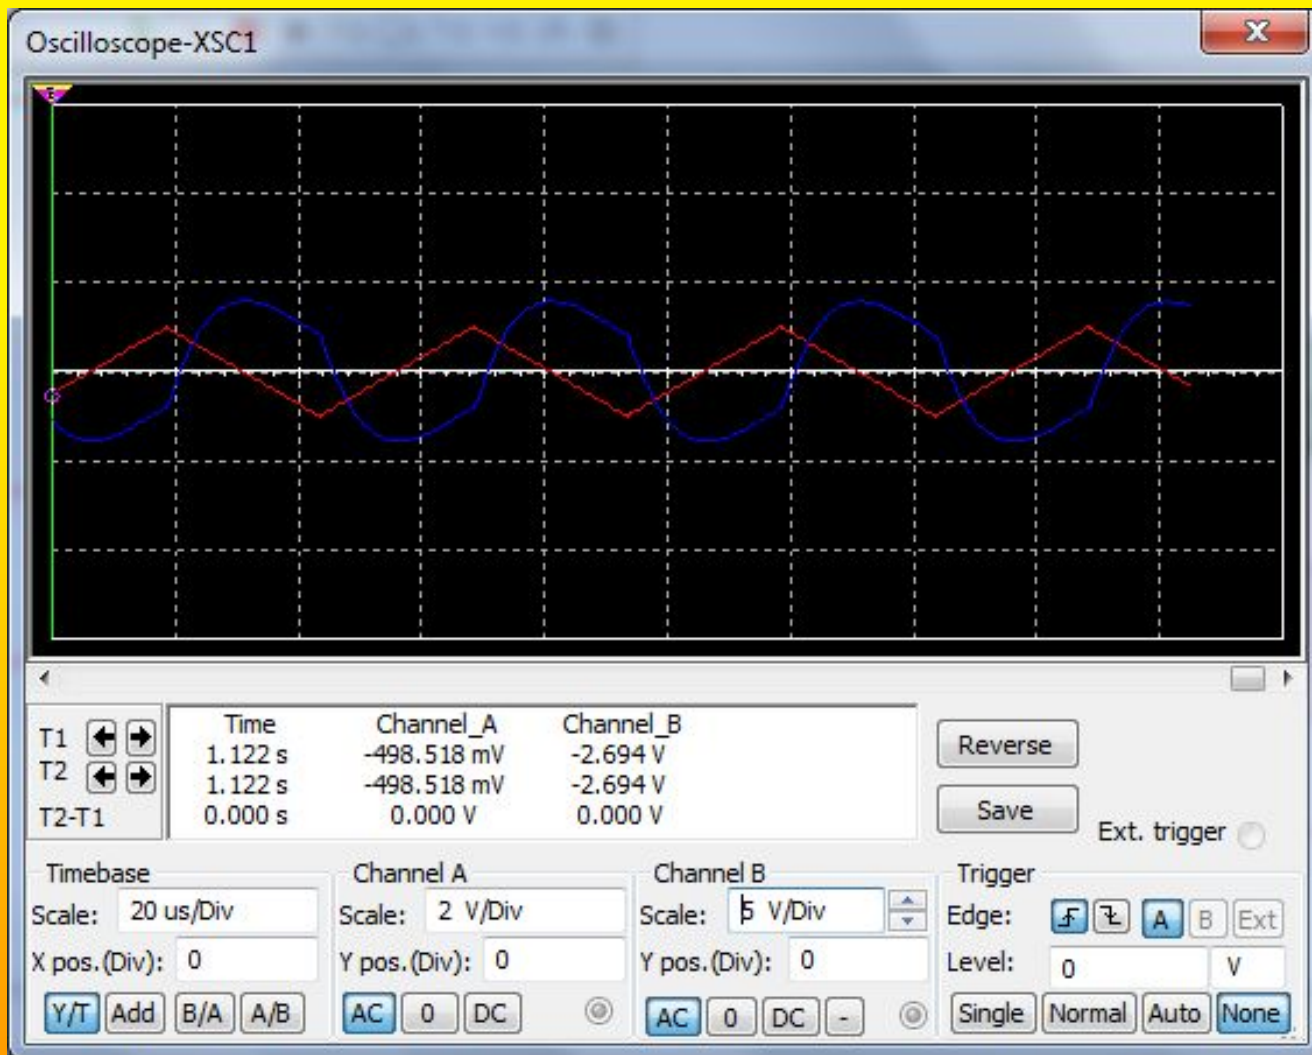 Oscilloscope-XSC1
Time Channel_A Channel_B
T1 1.122 s -498.518 mV -2.694 V
T2 1.122 s -498.518 mV -2.694 V
T2-T1 0.000 s 0.000 V 0.000 V
Reverse
Save
Ext. trigger
Timebase
Scale: 20 us/Div
X pos.(Div): 0
Y/T Add B/A A/B
Channel A
Scale: 2 V/Div
Y pos.(Div): 0
AC 0 DC
Channel B
Scale: 5 V/Div
Y pos.(Div): 0
AC 0 DC -
Trigger
Edge: A B Ext
Level: 0 V
Single Normal Auto None